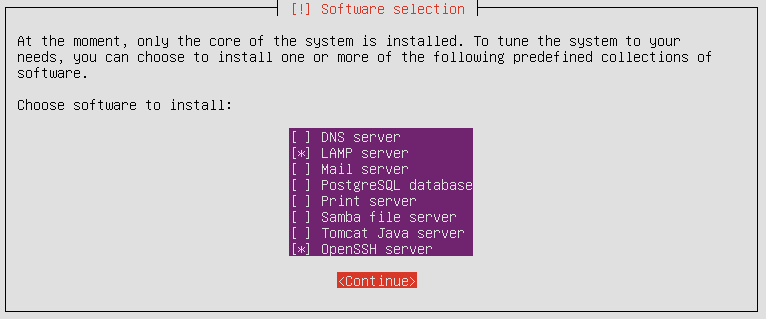 [!] Software selection
At the moment, only the core of the system is installed. To tune the system to your
needs, you can choose to install one or more of the following predefined collections of
software.
Choose software to install:
[ ] DNS server
[*] LAMP server
[ ] Mail server
[ ] PostgreSQL database
[ ] Print server
[ ] Samba file server
[ ] Tomcat Java server
[*] OpenSSH server
<Continue>